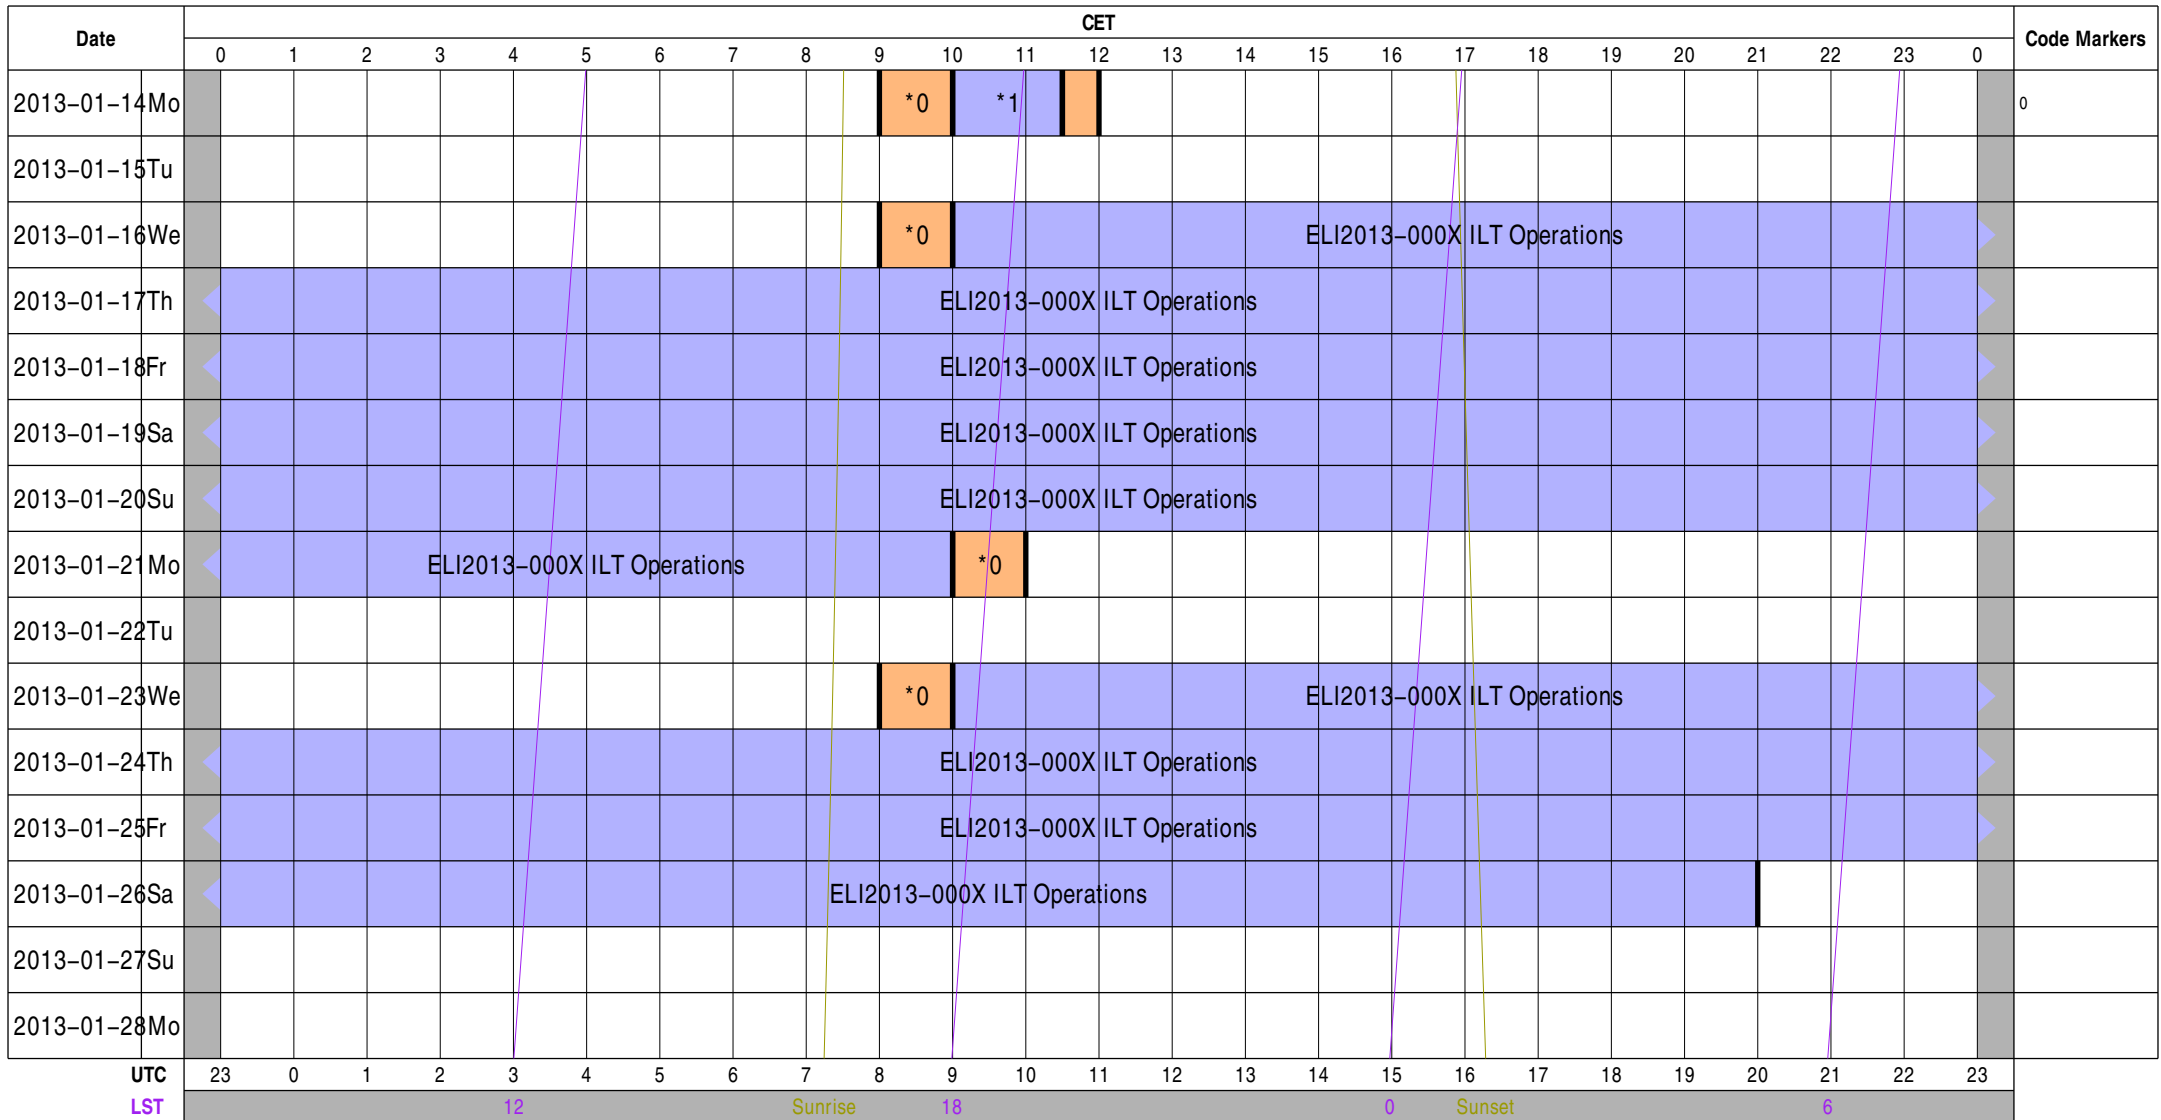 Date CET Code Markers
0 1 2 3 4 5 6 7 8 9 10 11 12 13 14 15 16 17 18 19 20 21 22 23 0
2013-01-14Mo *0 *1 0
2013-01-15Tu
2013-01-16We *0 ELI2013-000X ILT Operations
2013-01-17Th ELI2013-000X ILT Operations
2013-01-18Fr ELI2013-000X ILT Operations
2013-01-19Sa ELI2013-000X ILT Operations
2013-01-20Su ELI2013-000X ILT Operations
2013-01-21Mo ELI2013-000X ILT Operations *0
2013-01-22Tu
2013-01-23We *0 ELI2013-000X ILT Operations
2013-01-24Th ELI2013-000X ILT Operations
2013-01-25Fr ELI2013-000X ILT Operations
2013-01-26Sa ELI2013-000X ILT Operations
2013-01-27Su
2013-01-28Mo
UTC 23 0 1 2 3 4 5 6 7 8 9 10 11 12 13 14 15 16 17 18 19 20 21 22 23
LST 12 Sunrise 18 0 Sunset 6